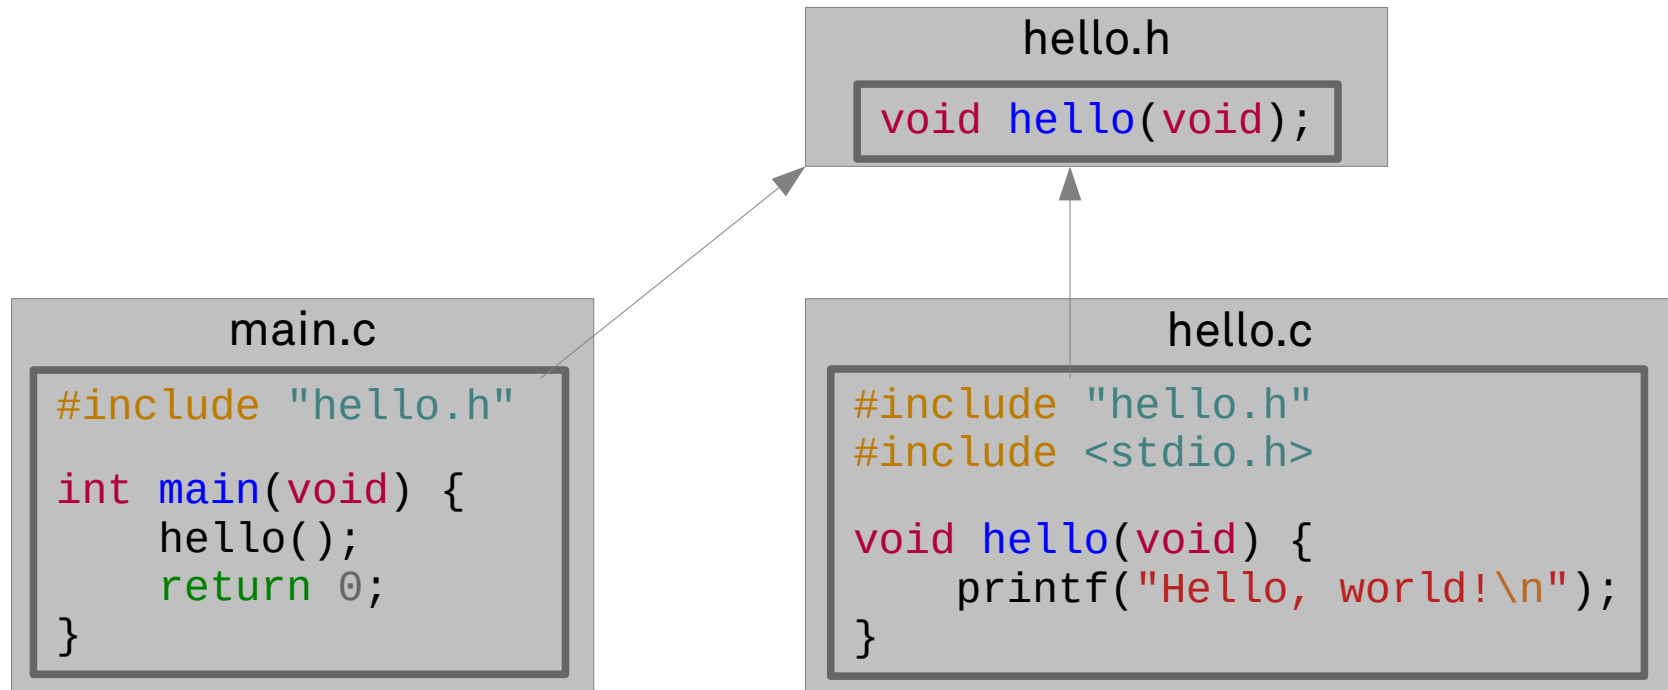 hello.h
void hello(void);
main.c
#include "hello.h"
int main(void) {
    hello();
    return 0;
}
hello.c
#include "hello.h"
#include <stdio.h>
void hello(void) {
    printf("Hello, world!\n");
}